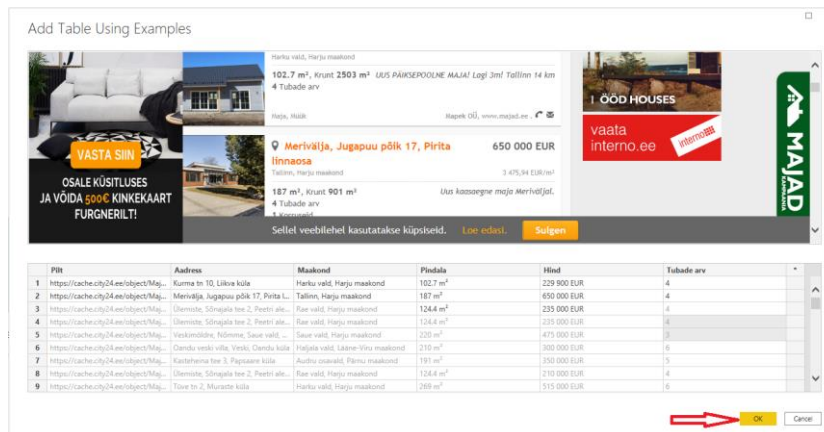 Add Table Using Examples
Harku vald, Harju maakond
102.7 m², Krunt 2503 m² UUS PÄIKSEPOOLNE MAJA! Lagi 3m! Tallinn 14 km
4 Tubade arv
Maja, Müük
Napek OÜ, www.majad.ee .
Merivälja, Jugapuu põik 17, Pirita linnaosa
650 000 EUR
Tallinn, Harju maakond
3 475,94 EUR/m²
187 m², Krunt 901 m²
Uus kaasaegne maja Meriväljal.
4 Tubade arv
1 Korruseid
VASTA SIIN
OSALE KÜSITLUSES
JA VÕIDA 500€ KINKEKAART
FURGNERILT!
I ÖÖD HOUSES
vaata
interno.ee
interno
MAJAD
KAMPAANIA
Sellel veebilehel kasutatakse küpsiseid. Loe edasi. Sulgen
Pilt Aadress Maakond Pindala Hind Tubade arv *
1 https://cache.city24.ee/object/Maj... Kurma tn 10, Liikva küla Harku vald, Harju maakond 102.7 m² 229 900 EUR 4
2 https://cache.city24.ee/object/Maj... Merivälja, Jugapuu põik 17, Pirita l... Tallinn, Harju maakond 187 m² 650 000 EUR 4
3 https://cache.city24.ee/object/Maj... Ülemiste, Sõnajala tee 2, Peetri ale... Rae vald, Harju maakond 124.4 m² 235 000 EUR 4
4 https://cache.city24.ee/object/Maj... Ülemiste, Sõnajala tee 2, Peetri ale... Rae vald, Harju maakond 124.4 m² 235 000 EUR 4
5 https://cache.city24.ee/object/Maj... Veskimöldre, Nõmme, Saue vald, ... Saue vald, Harju maakond 220 m² 475 000 EUR 5
6 https://cache.city24.ee/object/Maj... Oandu veski villa, Veski, Oandu küla Haljala vald, Lääne-Viru maakond 210 m² 300 000 EUR 6
7 https://cache.city24.ee/object/Maj... Kastehema tee 3, Papsaare küla Audru osavald, Pärnu maakond 191 m² 350 000 EUR 5
8 https://cache.city24.ee/object/Maj... Ülemiste, Sõnajala tee 2, Peetri ale... Rae vald, Harju maakond 124.4 m² 210 000 EUR 4
9 https://cache.city24.ee/object/Maj... Tüve tn 2, Muraste küla Harku vald, Harju maakond 269 m² 515 000 EUR 6
OK Cancel